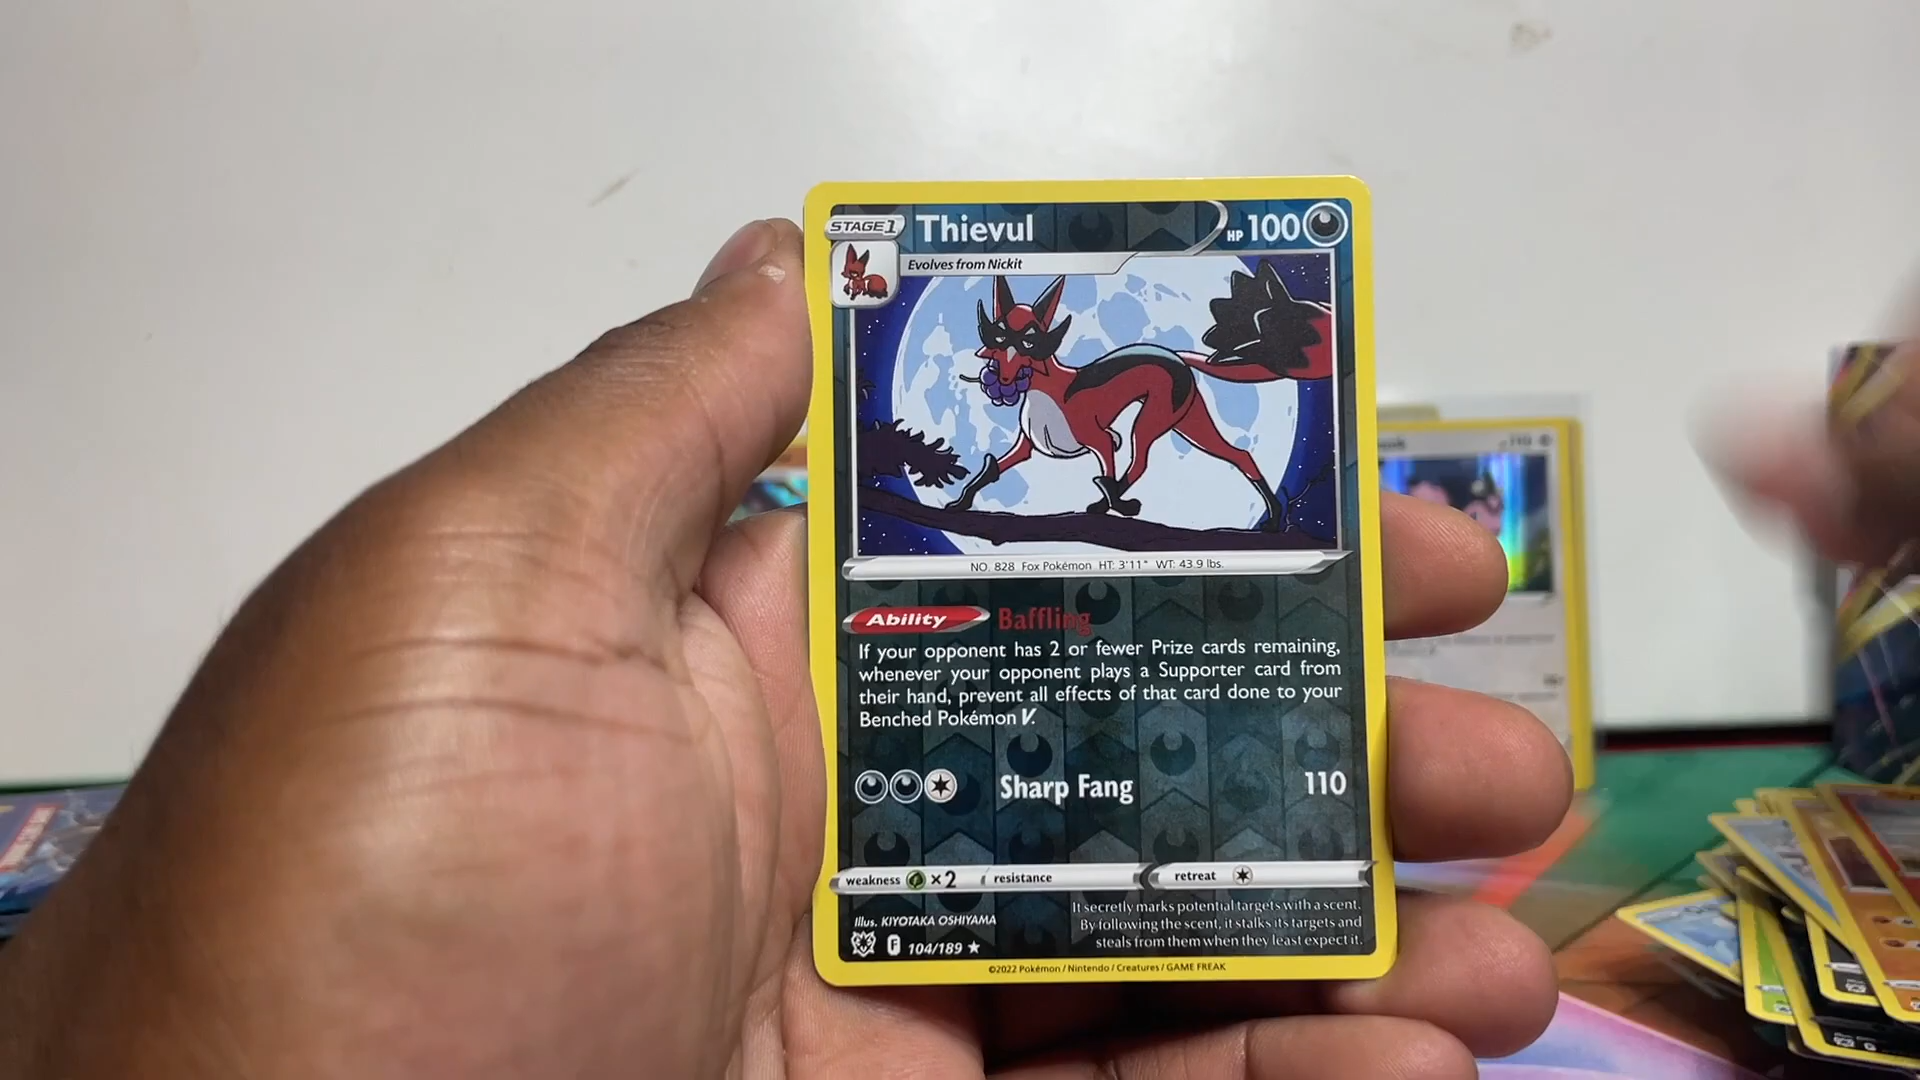 STAGE1 Thievul HP 100
Evolves from Nickit
NO. 828 Fox Pokémon HT: 3'11" WT: 43.9 lbs.
Ability Baffling
If your opponent has 2 or fewer Prize cards remaining,
whenever your opponent plays a Supporter card from
their hand, prevent all effects of that card done to your
Benched Pokémon V.
Sharp Fang 110
weakness ×2 resistance retreat
Illus. KIYOTAKA OSHIYAMA
It secretly marks potential targets with a scent.
By following the scent, it stalks its targets and
steals from them when they least expect it.
F 104/189 ★
©2022 Pokémon / Nintendo / Creatures / GAME FREAK